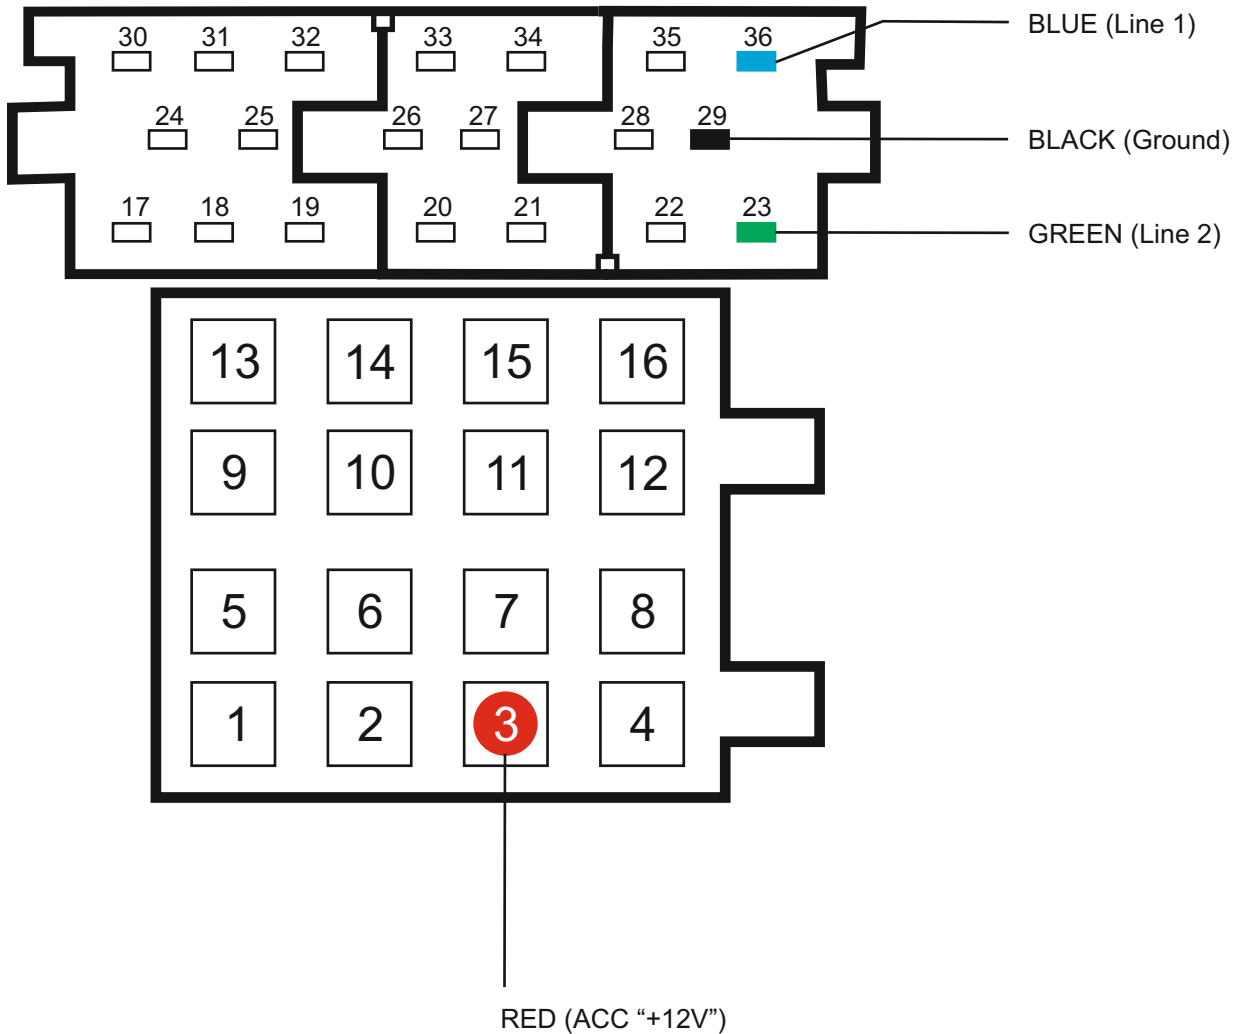 30 31 32 33 34 35 36 BLUE (Line 1)
24 25 26 27 28 29 BLACK (Ground)
17 18 19 20 21 22 23 GREEN (Line 2)
13 14 15 16
9 10 11 12
5 6 7 8
1 2 3 4
RED (ACC “+12V”)